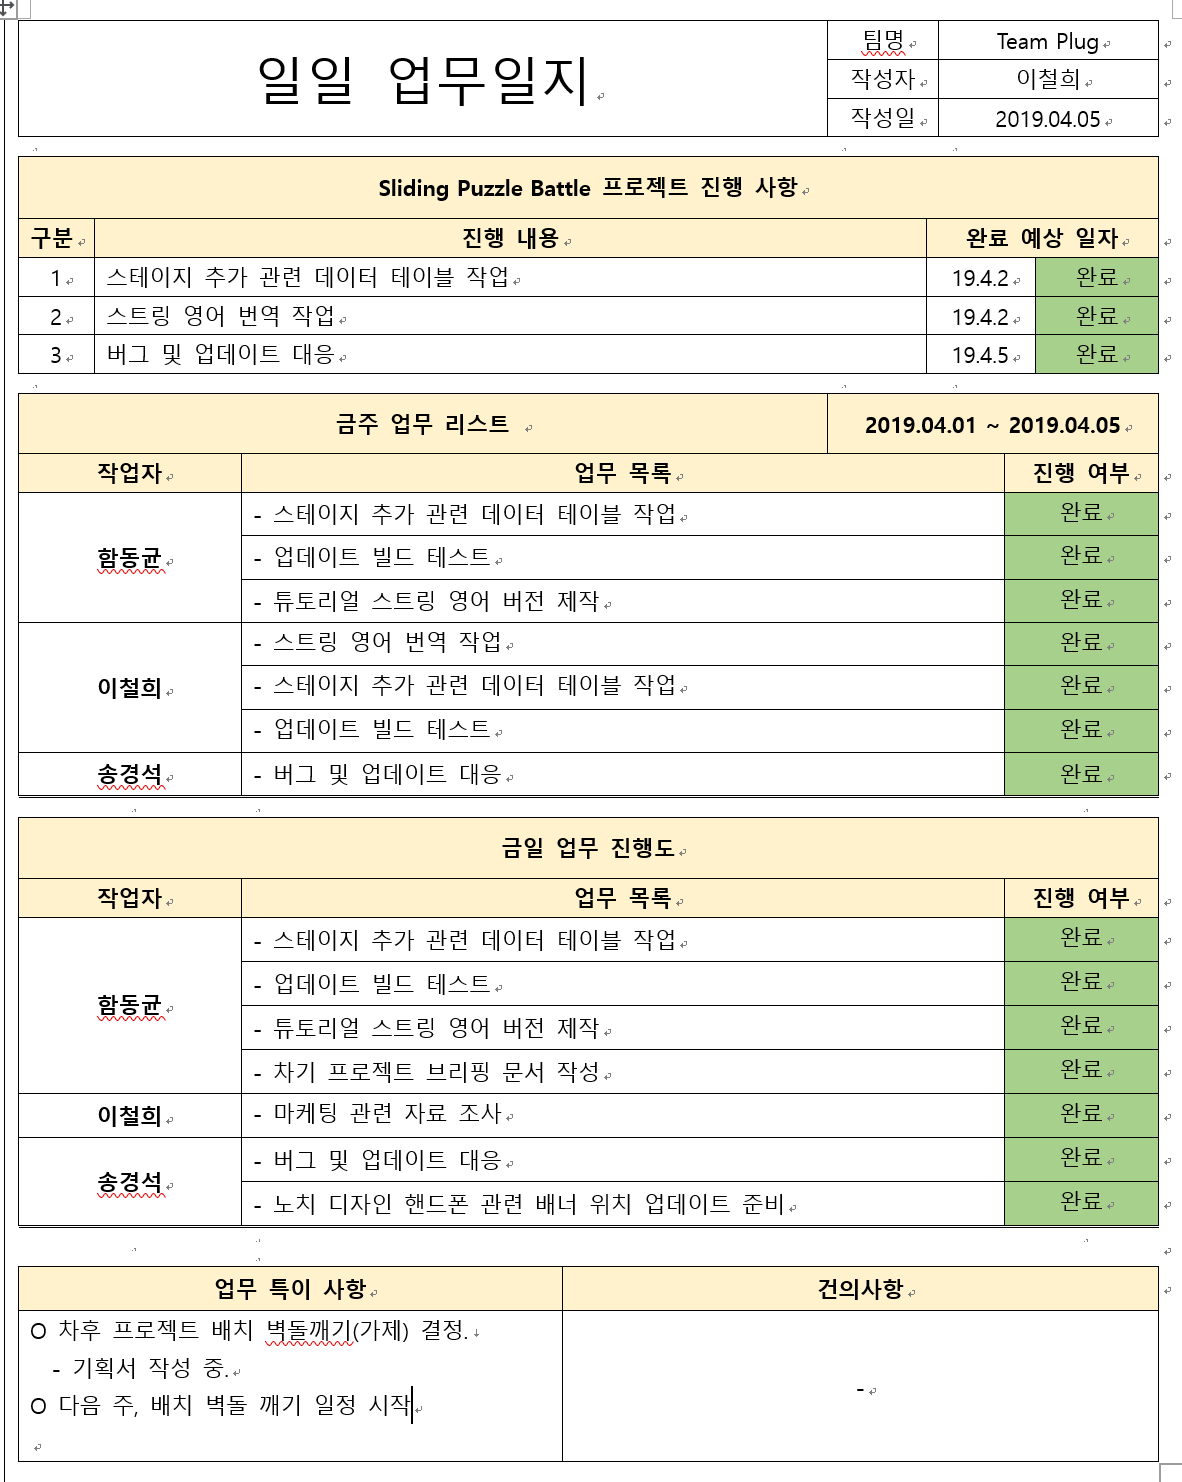 일일 업무일지
팀명 Team Plug
작성자 이철희
작성일 2019.04.05
Sliding Puzzle Battle 프로젝트 진행 사항
구분 진행 내용 완료 예상 일자
1 스테이지 추가 관련 데이터 테이블 작업 19.4.2 완료
2 스트링 영어 번역 작업 19.4.2 완료
3 버그 및 업데이트 대응 19.4.5 완료
금주 업무 리스트 2019.04.01 ~ 2019.04.05
작업자 업무 목록 진행 여부
함동균
- 스테이지 추가 관련 데이터 테이블 작업 완료
- 업데이트 빌드 테스트 완료
- 튜토리얼 스트링 영어 버전 제작 완료
이철희
- 스트링 영어 번역 작업 완료
- 스테이지 추가 관련 데이터 테이블 작업 완료
- 업데이트 빌드 테스트 완료
송경석 - 버그 및 업데이트 대응 완료
금일 업무 진행도
작업자 업무 목록 진행 여부
함동균
- 스테이지 추가 관련 데이터 테이블 작업 완료
- 업데이트 빌드 테스트 완료
- 튜토리얼 스트링 영어 버전 제작 완료
- 차기 프로젝트 브리핑 문서 작성 완료
이철희 - 마케팅 관련 자료 조사 완료
송경석
- 버그 및 업데이트 대응 완료
- 노치 디자인 핸드폰 관련 배너 위치 업데이트 준비 완료
업무 특이 사항 건의사항
O 차후 프로젝트 배치 벽돌깨기(가제) 결정.
- 기획서 작성 중.
O 다음 주, 배치 벽돌 깨기 일정 시작
-